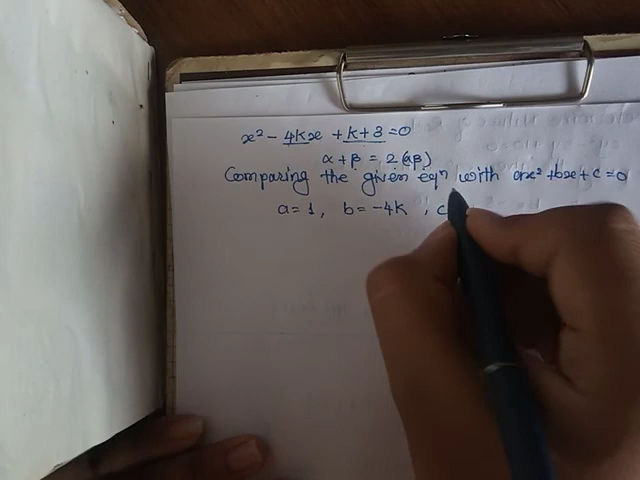 x² - 4kx + k+3 = 0
α + β = 2(αβ)
Comparing the given eqⁿ with ax² + bx + c = 0
a = 1, b = -4k, c